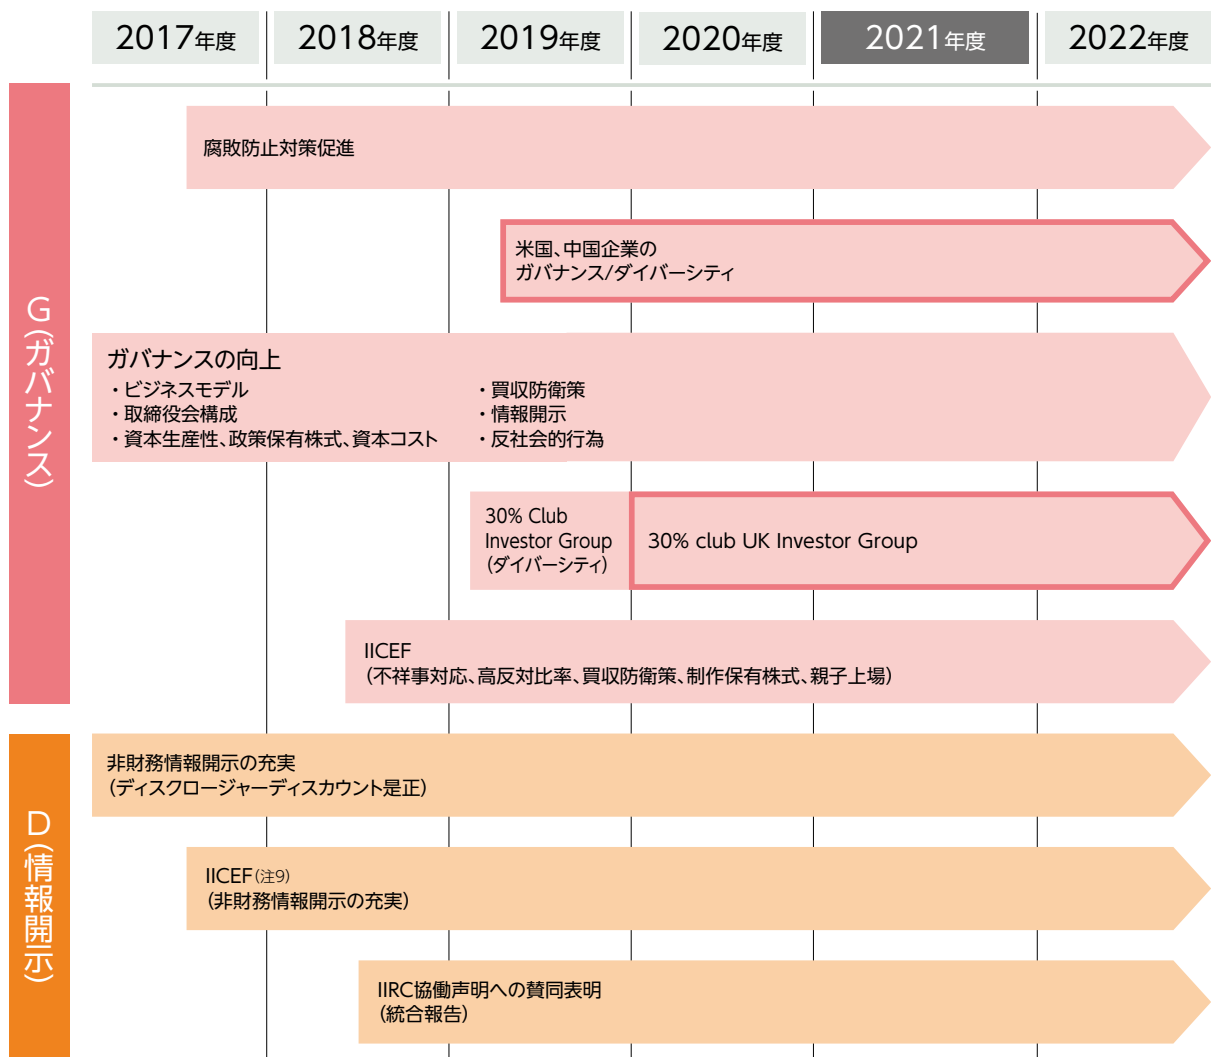 2017年度 2018年度 2019年度 2020年度 2021年度 2022年度
G(ガバナンス)
腐敗防止対策促進
米国、中国企業の
ガバナンス/ダイバーシティ
ガバナンスの向上
・ビジネスモデル
・取締役会構成
・資本生産性、政策保有株式、資本コスト
・買収防衛策
・情報開示
・反社会的行為
30% Club
Investor Group
(ダイバーシティ)
30% club UK Investor Group
IICEF
(不祥事対応、高反対比率、買収防衛策、制作保有株式、親子上場)
D(情報開示)
非財務情報開示の充実
(ディスクロージャーディスカウント是正)
IICEF(注9)
(非財務情報開示の充実)
IIRC協働声明への賛同表明
(統合報告)